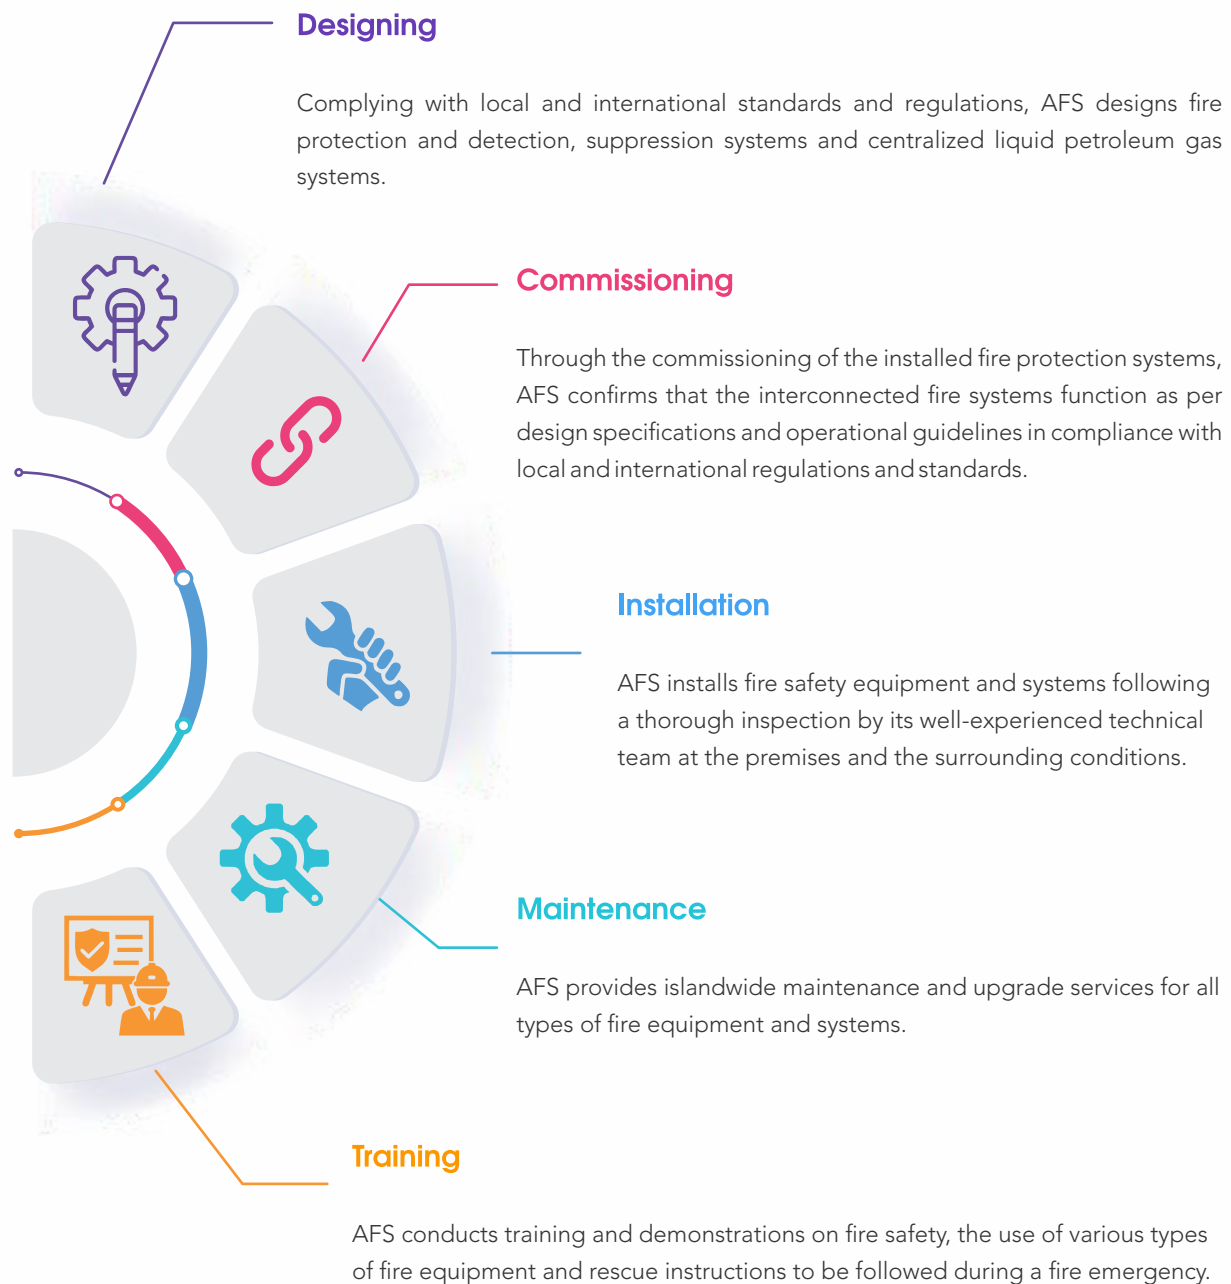 Designing
Complying with local and international standards and regulations, AFS designs fire
protection and detection, suppression systems and centralized liquid petroleum gas
systems.
Commissioning
Through the commissioning of the installed fire protection systems,
AFS confirms that the interconnected fire systems function as per
design specifications and operational guidelines in compliance with
local and international regulations and standards.
Installation
AFS installs fire safety equipment and systems following
a thorough inspection by its well-experienced technical
team at the premises and the surrounding conditions.
Maintenance
AFS provides islandwide maintenance and upgrade services for all
types of fire equipment and systems.
Training
AFS conducts training and demonstrations on fire safety, the use of various types
of fire equipment and rescue instructions to be followed during a fire emergency.